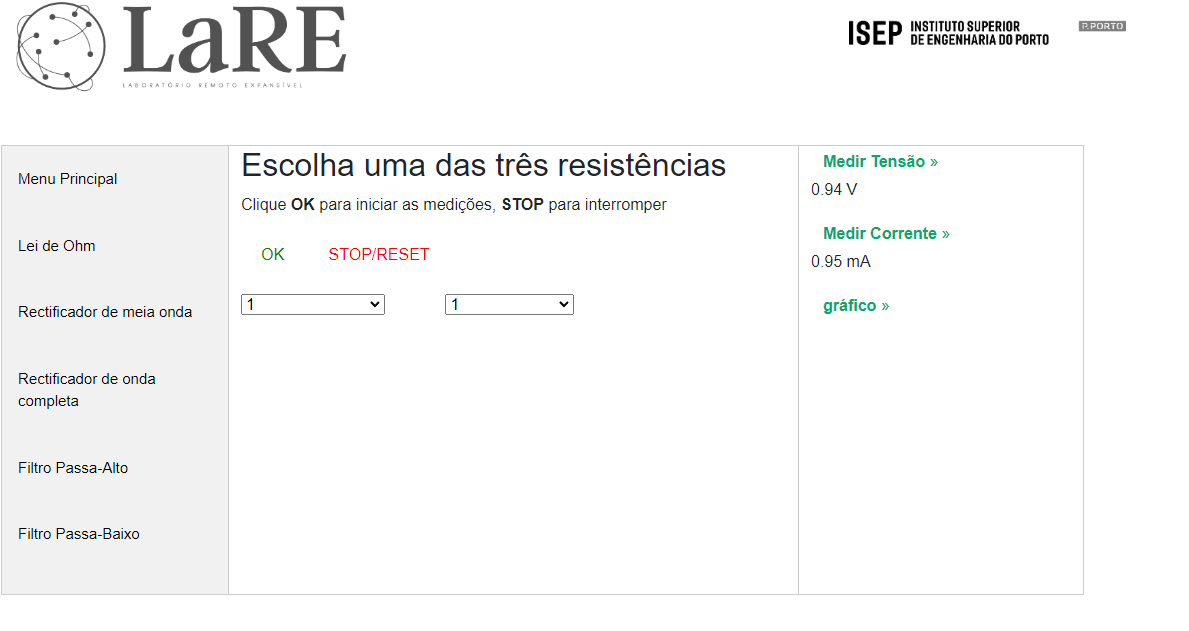 LaRE
LABORATÓRIO REMOTO EXPANSÍVEL
ISEP INSTITUTO SUPERIOR
DE ENGENHARIA DO PORTO
P.PORTO
Menu Principal
Lei de Ohm
Rectificador de meia onda
Rectificador de onda
completa
Filtro Passa-Alto
Filtro Passa-Baixo
Escolha uma das três resistências
Clique OK para iniciar as medições, STOP para interromper
OK STOP/RESET
1 1
Medir Tensão »
0.94 V
Medir Corrente »
0.95 mA
gráfico »